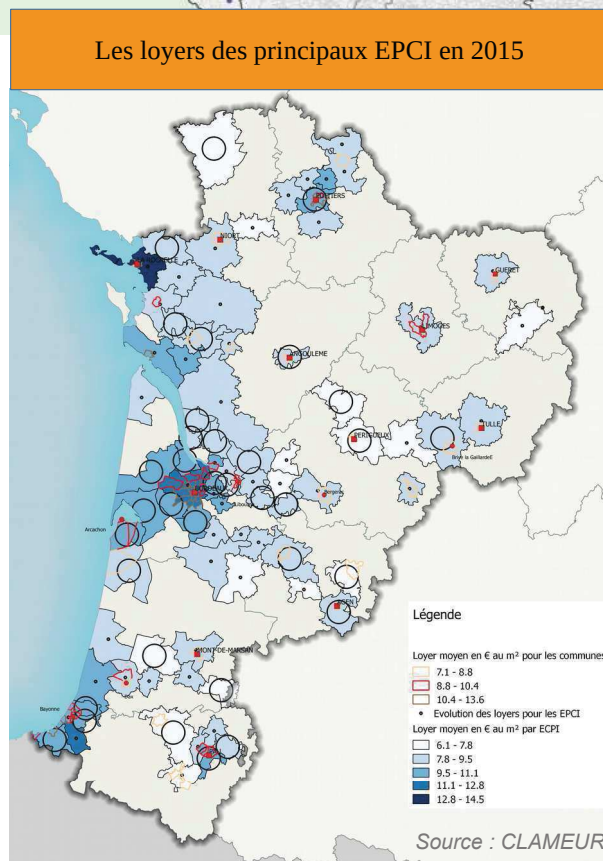 Les loyers des principaux EPCI en 2015
POITIERS
NIORT
GUERET
LIMOGES
ANGOULEME
PERIGUEUX
TULLE
Brive la GaillardeE
Bergerac
Arcachon
AGEN
MONT-DE-MARSAN
Bayonne
Légende
Loyer moyen en € au m² pour les communes
7.1 - 8.8
8.8 - 10.4
10.4 - 13.6
Evolution des loyers pour les EPCI
Loyer moyen en € au m² par ECPI
6.1 - 7.8
7.8 - 9.5
9.5 - 11.1
11.1 - 12.8
12.8 - 14.5
Source : CLAMEUR